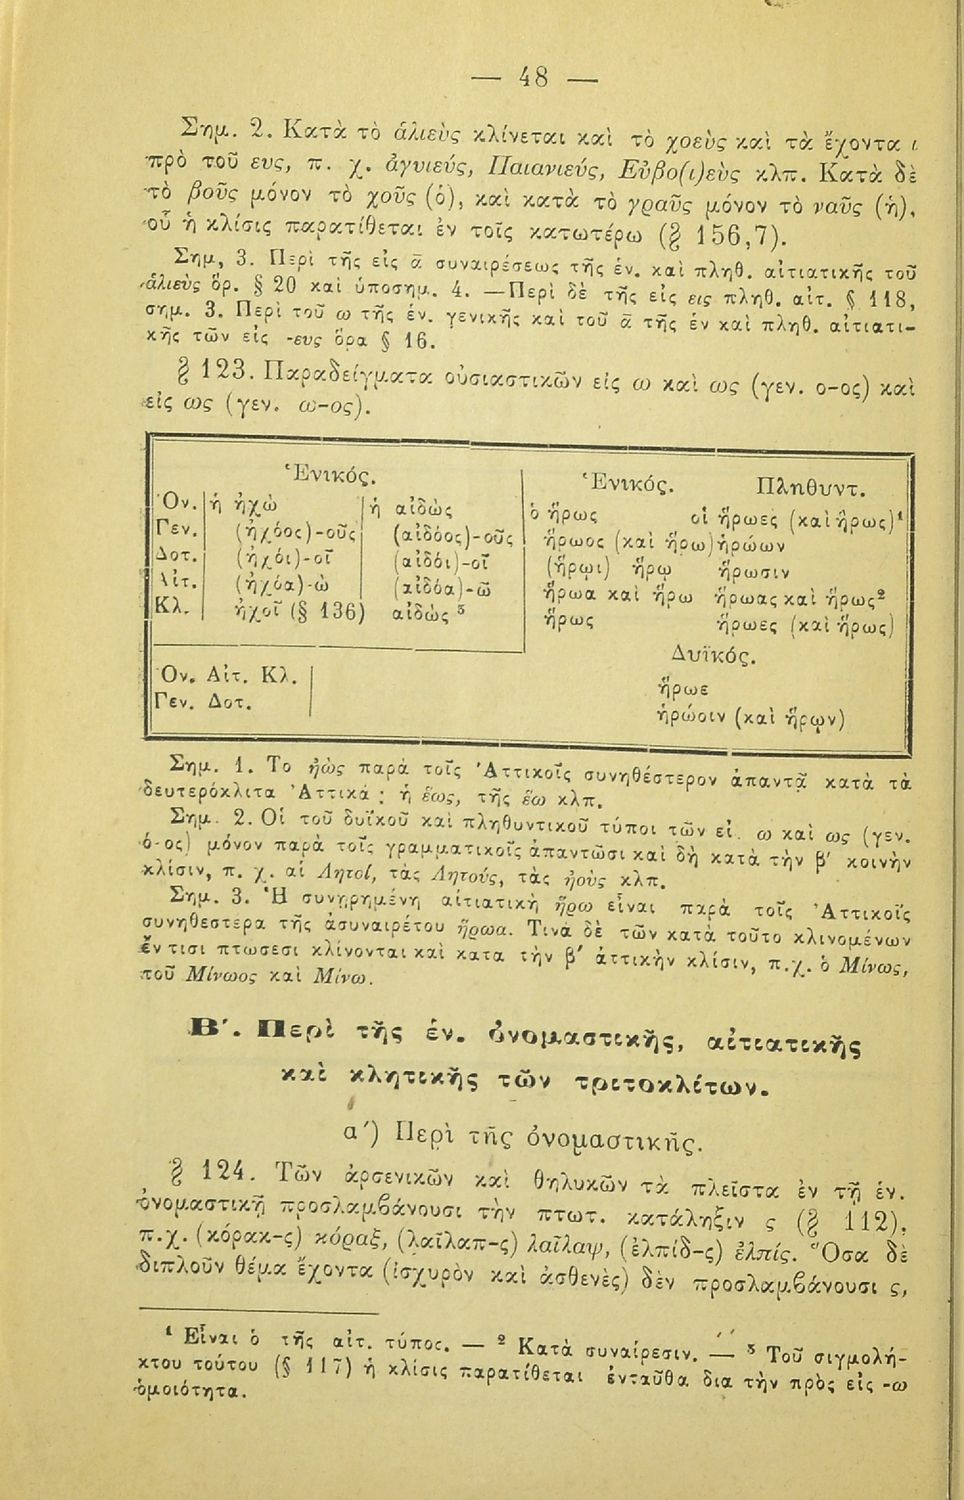 — 48 —
Σημ. 2. Κατὰ τὸ ἁλιεὺς κλίνεται καὶ τὸ χοεὺς καὶ τὰ ἔχοντα ι
πρὸ τοῦ ευς, π. χ. ἀγυιεύς, Παιανιεύς, Εὐβο(ι)εὺς κλπ. Κατὰ δὲ
τὸ βοῦς μόνον τὸ χοῦς (ὁ), καὶ κατὰ τὸ γραῦς μόνον τὸ ναῦς (ἡ),
οὗ ἡ κλίσις παρατίθεται ἐν τοῖς κατωτέρω (§ 156,7).
Σημ, 3. Περὶ τῆς εἰς ᾶ συναιρέσεως τῆς ἑν. καὶ πληθ. αἰτιατικῆς τοῦ
ἁλιεὺς ὅρ. § 20 καὶ ὑποσημ. 4. —Περὶ δὲ τῆς εἰς εις πληθ. αἰτ. § 118,
σημ. 3. Περὶ τοῦ ω τῆς ἑν. γενικῆς καὶ τοῦ ᾶ τῆς ἑν καὶ πληθ. αἰτιατι-
κῆς τῶν εἰς -ευς ὅρα § 16.
§ 123. Παραδείγματα οὐσιαστικῶν εἰς ω καὶ ως (γεν. ο-ος) καὶ
εἰς ως (γεν. ω-ος).
Ἑνικός. Ἑνικός. Πληθυντ.
Ὀν. ἡ ἠχὼ ἡ αἰδὼς ὁ ἥρως οἱ ἥρωες (καὶ ἥρως)¹
Γεν. (ἠχόος)-οῦς (αἰδόος)-οῦς ἥρωος (καὶ ἥρω) ἡρώων
Δοτ. (ἠχόι)-οῖ (αἰδόι)-οῖ (ἥρωι) ἥρῳ ἥρωσιν
Αἰτ. (ἠχόα)-ὼ (αἰδόα)-ῶ ἥρωα καὶ ἥρω ἥρωας καὶ ἥρως²
Κλ. ἠχοῖ (§ 136) αἰδὼς ³ ἥρως ἥρωες (καὶ ἥρως)
Δυϊκός.
Ὀν. Αἰτ. Κλ. ἥρωε
Γεν. Δοτ. ἡρώοιν (καὶ ἥρῳν)
Σημ. 1. Το ἠὼς παρὰ τοῖς Ἀττικοῖς συνηθέστερον ἀπαντᾷ κατὰ τὰ
δευτερόκλιτα Ἀττικά : ἡ ἕως, τῆς ἕω κλπ.
Σημ. 2. Οἱ τοῦ δυϊκοῦ καὶ πληθυντικοῦ τύποι τῶν εἰ. ω καὶ ως (γεν.
ό-ος) μόνον παρὰ τοῖς γραμματικοῖς ἀπαντῶσι καὶ δὴ κατὰ τὴν β΄ κοινὴν
κλίσιν, π. χ. αἱ Λητοί, τὰς Λητούς, τὰς ἠοὺς κλπ.
Σημ. 3. Ἡ συνῃρημένη αἰτιατικὴ ἥρω εἶναι παρὰ τοῖς Ἀττικοῖς
συνηθεστερα τῆς ἀσυναιρέτου ἥρωα. Τινὰ δὲ τῶν κατὰ τοῦτο κλινομένων
ἔν τισι πτωσεσι κλίνονται καὶ κατα τὴν β΄ ἀττικὴν κλίσιν, π.χ. ὁ Μίνως,
τοῦ Μίνωος καὶ Μίνω.
Β΄. Περὶ τῆς ἑν. ὀνομαστικῆς, αἰτιατικῆς
καὶ κλητικῆς τῶν τριτοκλίτων.
α΄) Περὶ τῆς ὀνομαστικῆς.
§ 124. Τῶν ἀρσενικῶν καὶ θηλυκῶν τὰ πλεῖστα ἐν τῇ ἑν.
ὀνομαστικῇ προσλαμβάνουσι τὴν πτωτ. κατάληξιν ς (§ 112),
π.χ. (κόρακ-ς) κόραξ, (λαῖλαπ-ς) λαῖλαψ, (ἐλπίδ-ς) ἐλπίς. Ὅσα δὲ
διπλοῦν θέμα ἔχοντα (ἰσχυρὸν καὶ ἀσθενὲς) δὲν προσλαμβάνουσι ς,
¹ Εἶναι ὁ τῆς αἰτ. τύπος. — ² Κατὰ συναίρεσιν. — ³ Τοῦ σιγμολή-
κτου τούτου (§ 117) ἡ κλίσις παρατίθεται ἐνταῦθα δια τὴν πρὸς εἰς -ω
ὁμοιότητα.